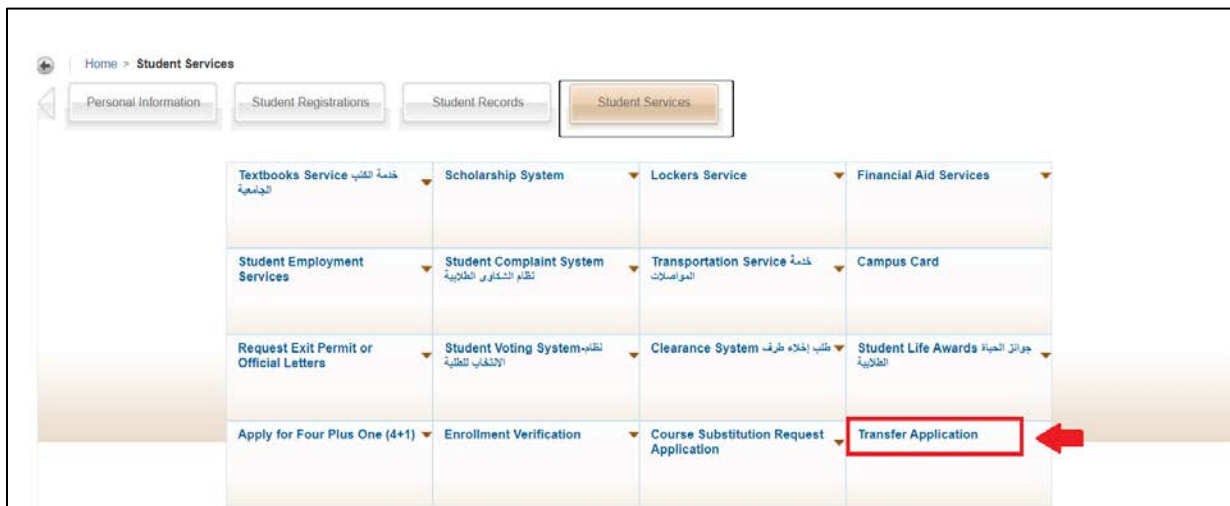 Home > Student Services
Personal Information
Student Registrations
Student Records
Student Services
Textbooks Service خدمة الكتب
الجامعية
Scholarship System
Lockers Service
Financial Aid Services
Student Employment
Services
Student Complaint System
نظام الشكاوى الطلابية
Transportation Service خدمة
المواصلات
Campus Card
Request Exit Permit or
Official Letters
Student Voting System-نظام
الانتخاب للطلبة
Clearance System طلب إخلاء طرف
Student Life Awards جوائز الحياة
الطلابية
Apply for Four Plus One (4+1)
Enrollment Verification
Course Substitution Request
Application
Transfer Application